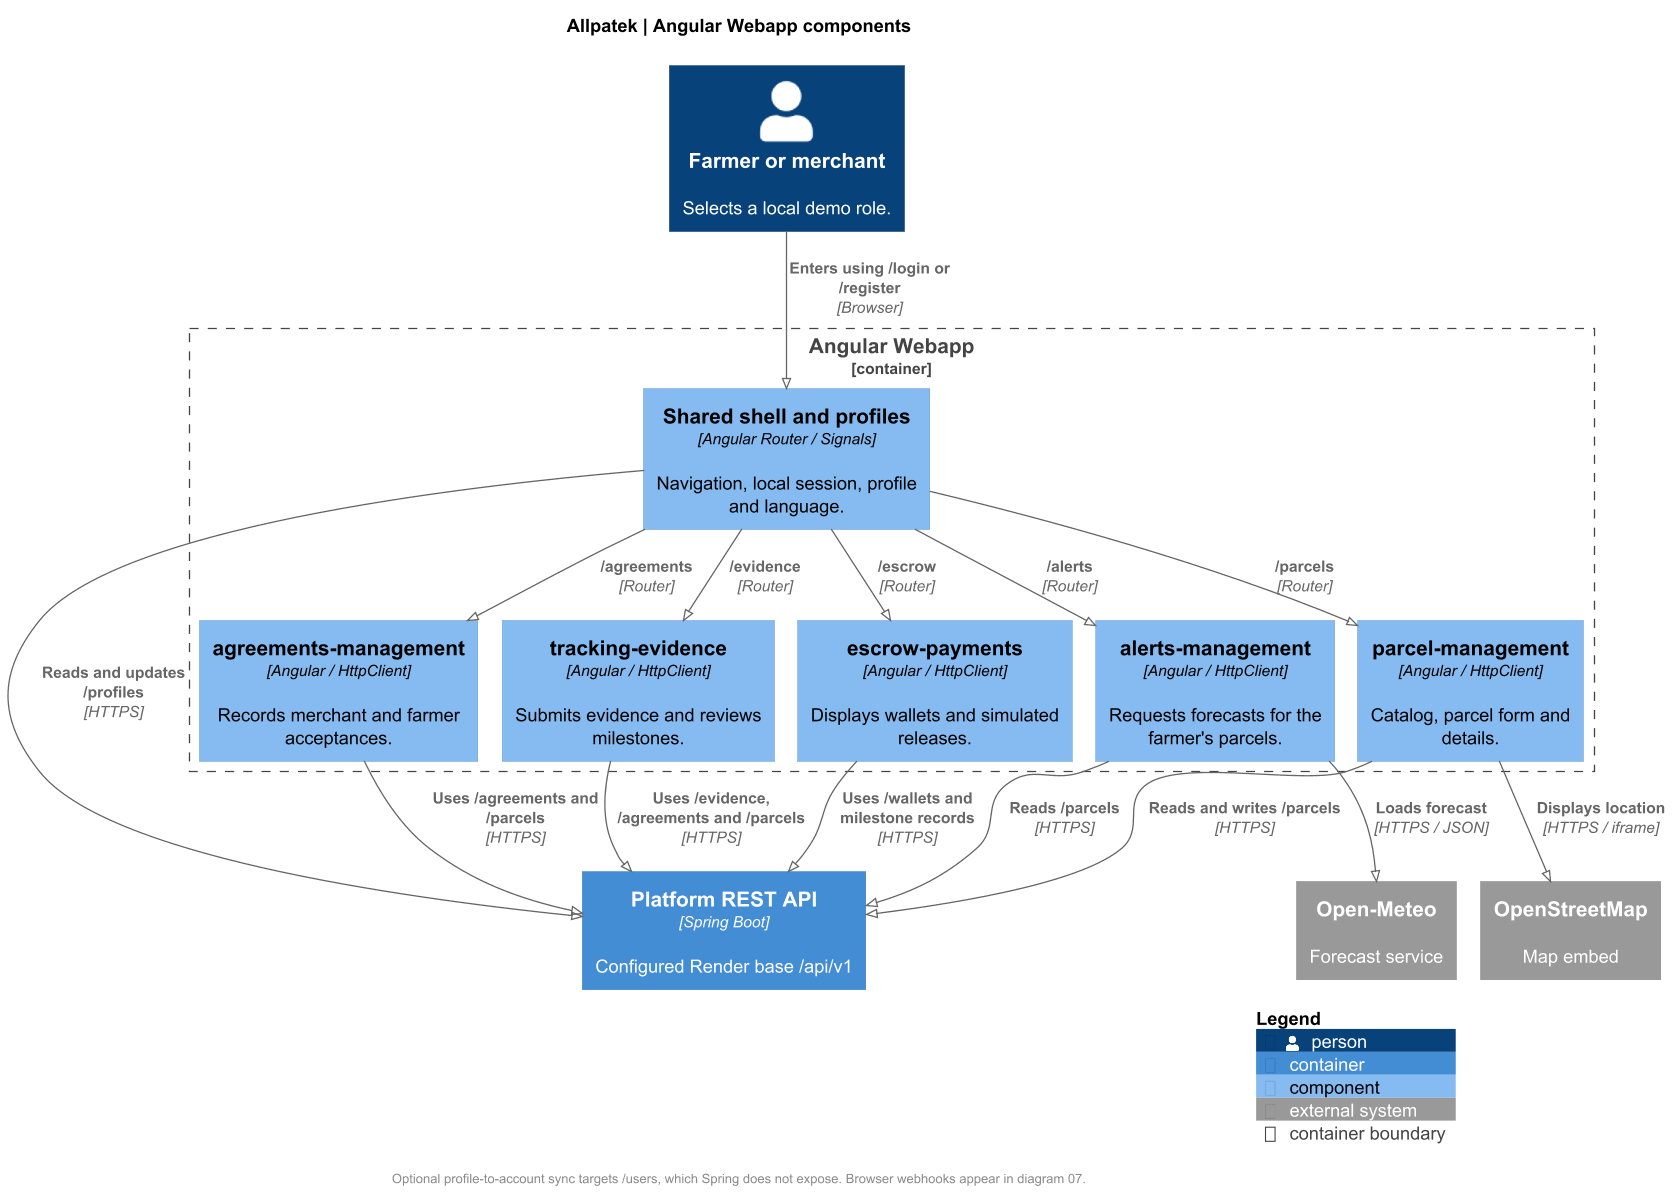 Allpatek | Angular Webapp components
Farmer or merchant
Selects a local demo role.
Enters using /login or
/register
[Browser]
Angular Webapp
[container]
Shared shell and profiles
[Angular Router / Signals]
Navigation, local session, profile
and language.
/agreements
[Router]
/evidence
[Router]
/escrow
[Router]
/alerts
[Router]
/parcels
[Router]
Reads and updates
/profiles
[HTTPS]
agreements-management
[Angular / HttpClient]
Records merchant and farmer
acceptances.
tracking-evidence
[Angular / HttpClient]
Submits evidence and reviews
milestones.
escrow-payments
[Angular / HttpClient]
Displays wallets and simulated
releases.
alerts-management
[Angular / HttpClient]
Requests forecasts for the
farmer's parcels.
parcel-management
[Angular / HttpClient]
Catalog, parcel form and
details.
Uses /agreements and
/parcels
[HTTPS]
Uses /evidence,
/agreements and /parcels
[HTTPS]
Uses /wallets and
milestone records
[HTTPS]
Reads /parcels
[HTTPS]
Reads and writes /parcels
[HTTPS]
Loads forecast
[HTTPS / JSON]
Displays location
[HTTPS / iframe]
Platform REST API
[Spring Boot]
Configured Render base /api/v1
Open-Meteo
Forecast service
OpenStreetMap
Map embed
Legend
person
container
component
external system
container boundary
Optional profile-to-account sync targets /users, which Spring does not expose. Browser webhooks appear in diagram 07.